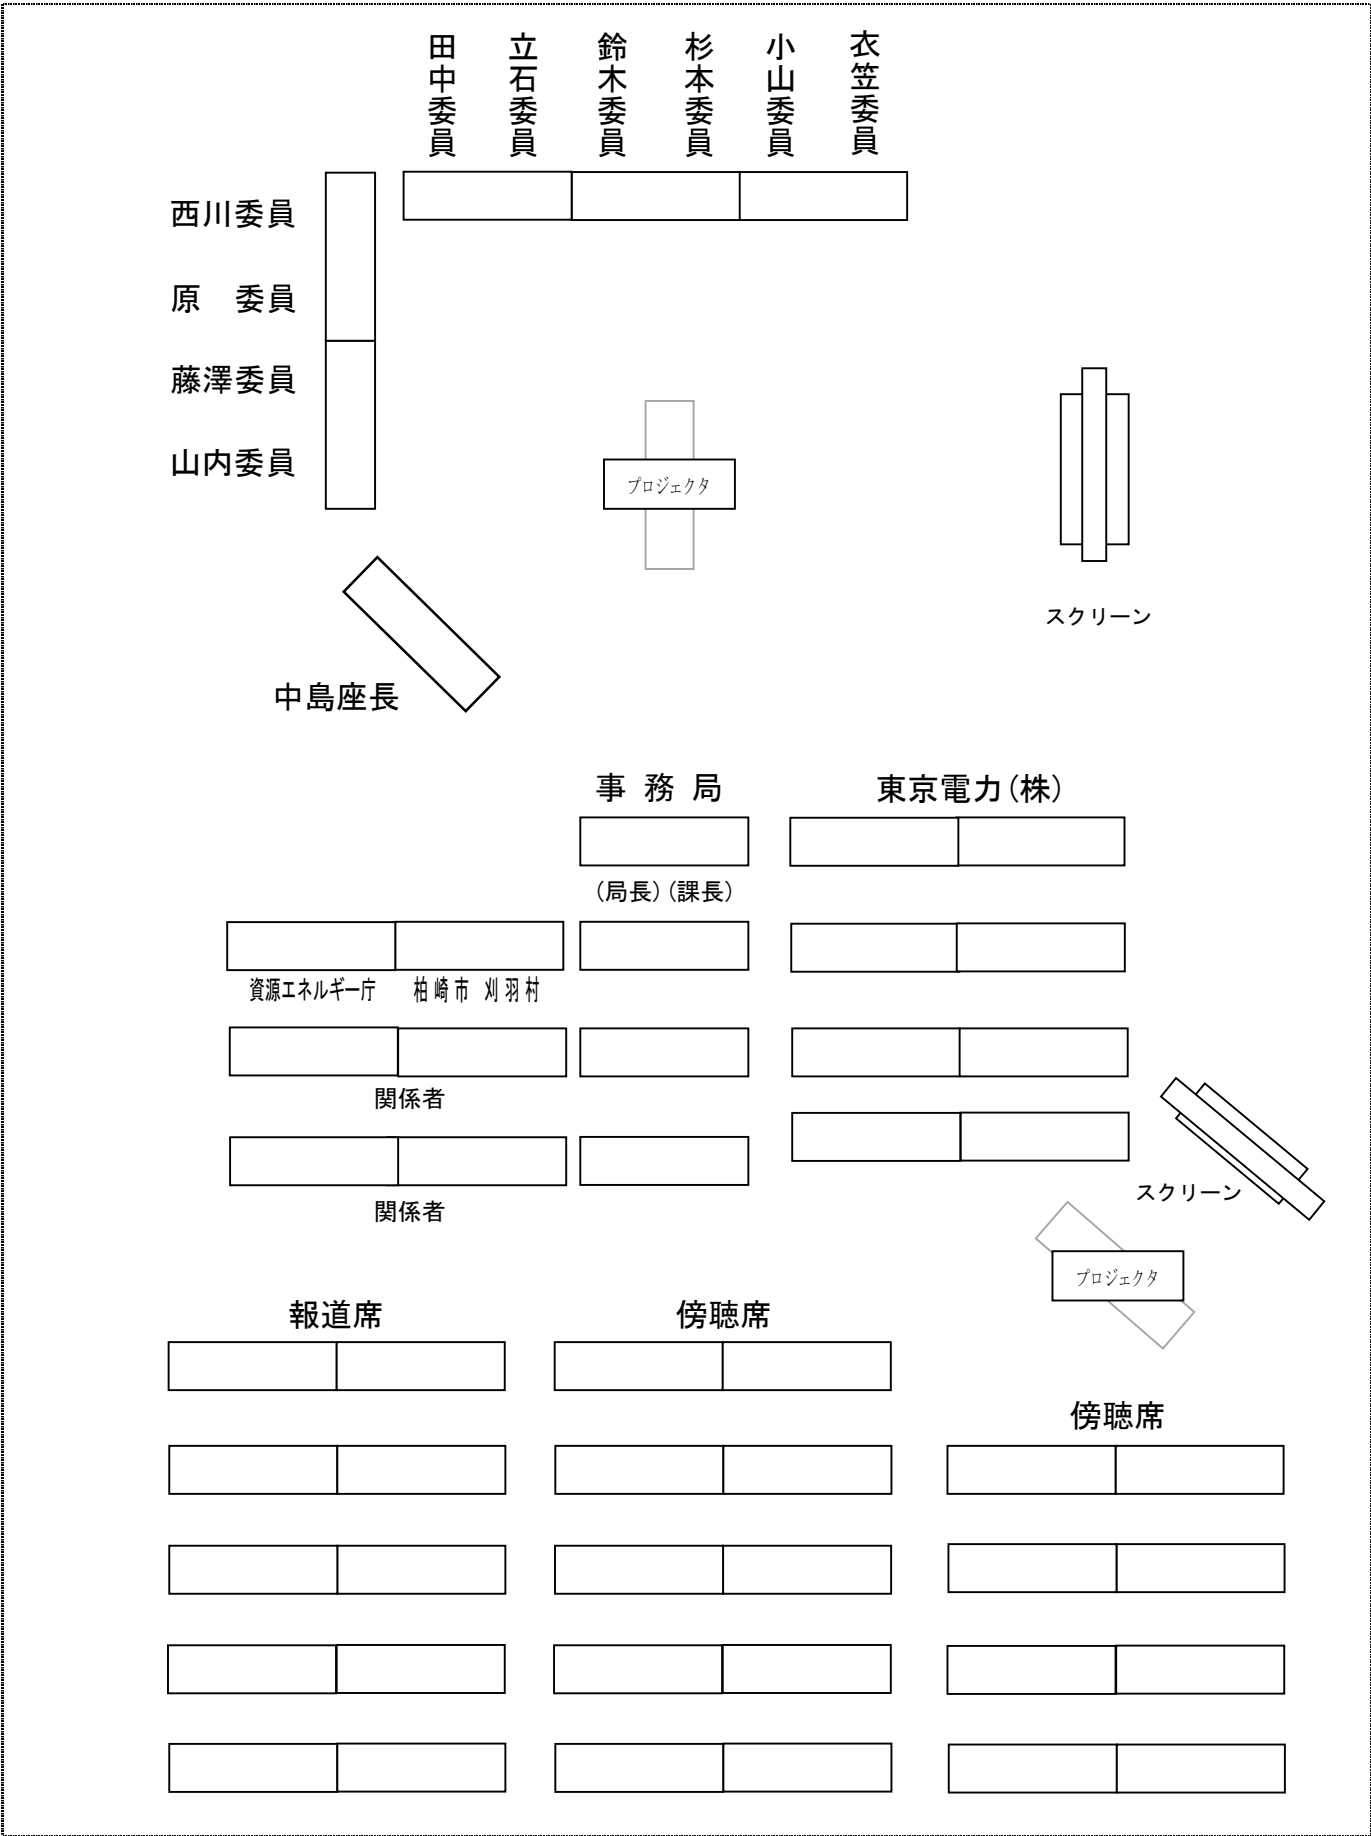 田中委員
立石委員
鈴木委員
杉本委員
小山委員
衣笠委員
西川委員
原　委員
藤澤委員
山内委員
プロジェクタ
スクリーン
中島座長
事 務 局
東京電力(株)
(局長)(課長)
資源エネルギー庁
柏崎市 刈羽村
関係者
関係者
スクリーン
プロジェクタ
報道席
傍聴席
傍聴席